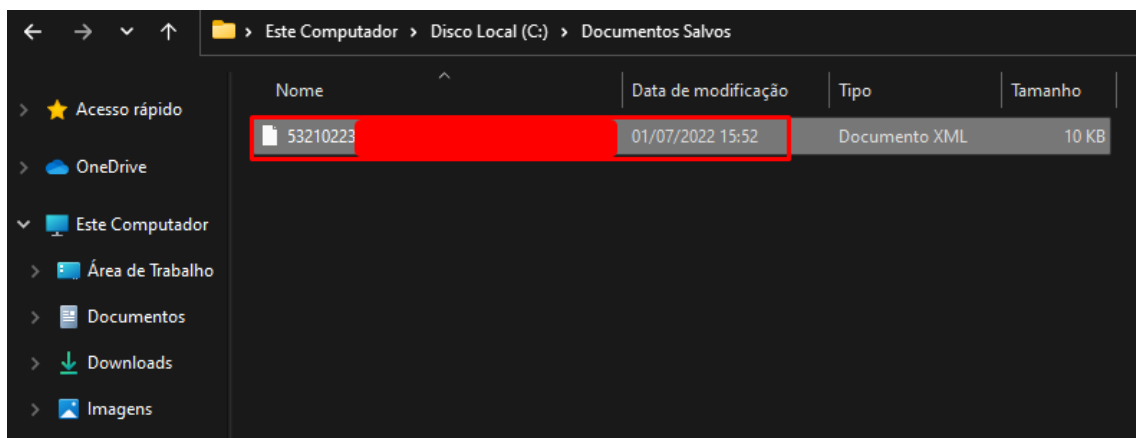 Este Computador > Disco Local (C:) > Documentos Salvos
Nome Data de modificação Tipo Tamanho
Acesso rápido
53210223 01/07/2022 15:52 Documento XML 10 KB
OneDrive
Este Computador
Área de Trabalho
Documentos
Downloads
Imagens